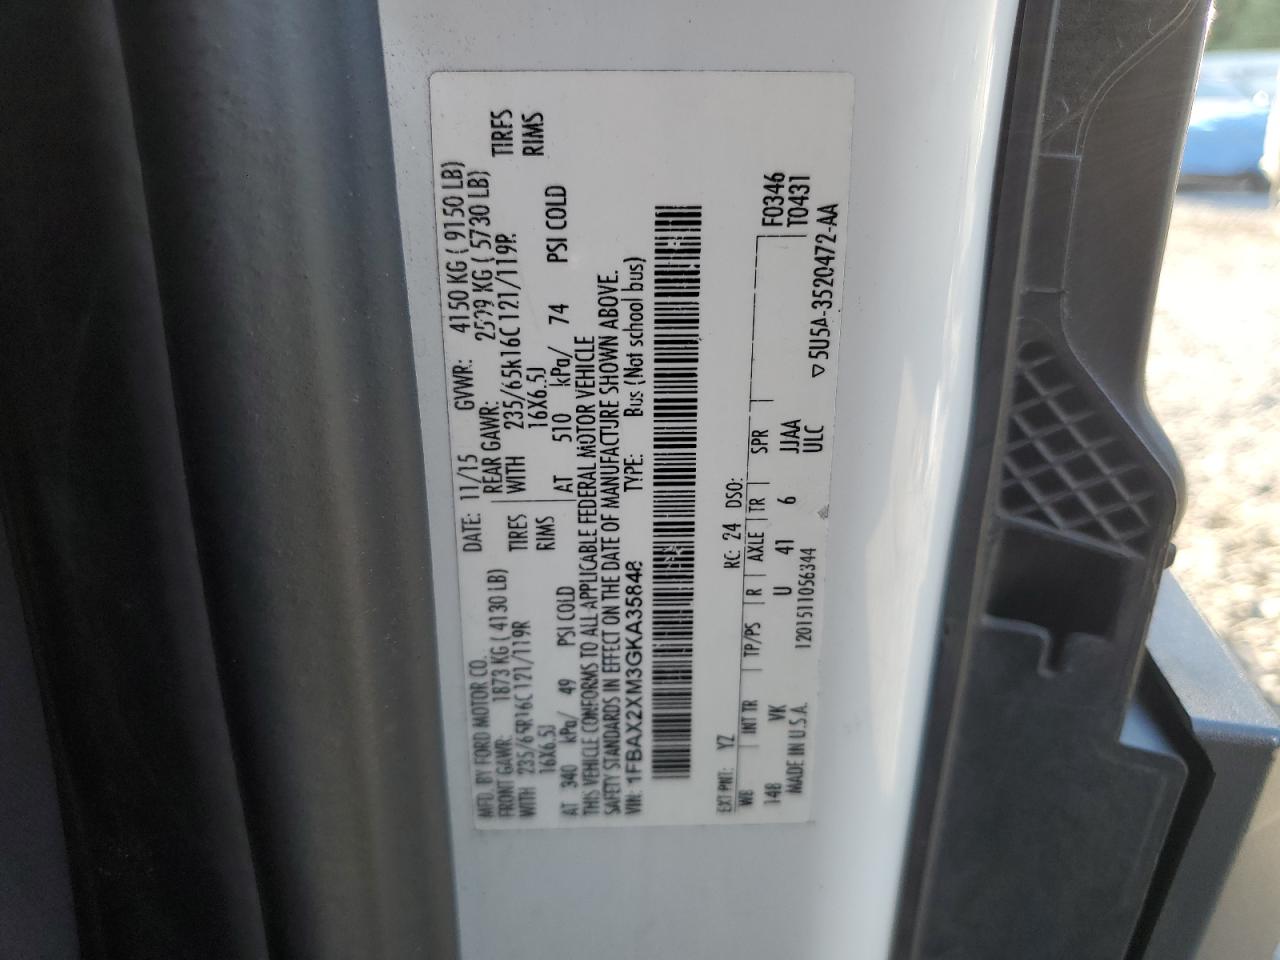 MFD. BY FORD MOTOR CO. DATE: 11/15 GVWR: 4150 KG ( 9150 LB)
FRONT GAWR: 1873 KG ( 4130 LB) REAR GAWR: 2599 KG ( 5730 LB)
WITH 235/65R16C 121/119R TIRES WITH 235/65R16C 121/119R TIRES
16X6.5J RIMS 16X6.5J RIMS
AT 340 kPa/ 49 PSI COLD AT 510 kPa/ 74 PSI COLD
THIS VEHICLE CONFORMS TO ALL APPLICABLE FEDERAL MOTOR VEHICLE
SAFETY STANDARDS IN EFFECT ON THE DATE OF MANUFACTURE SHOWN ABOVE.
VIN: 1FBAX2XM3GKA35848 TYPE: Bus (Not school bus)
EXT PNT: YZ RC: 24 DSO:
WB INT TR TP/PS R AXLE TR SPR F0346
148 VK U 41 6 JJAA T0431
MADE IN U.S.A. 1201511056344 ULC
▽5U5A-3520472-AA